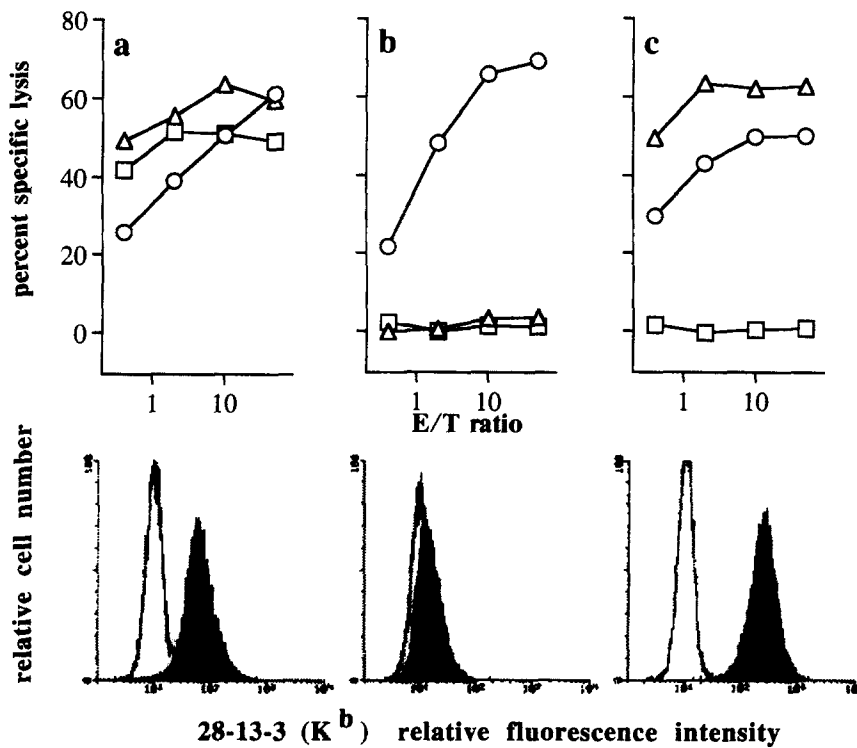 80
60
40
20
0
percent specific lysis
a
b
c
1
10
1
10
1
10
E/T ratio
relative cell number
28-13-3 (K^b) relative fluorescence intensity